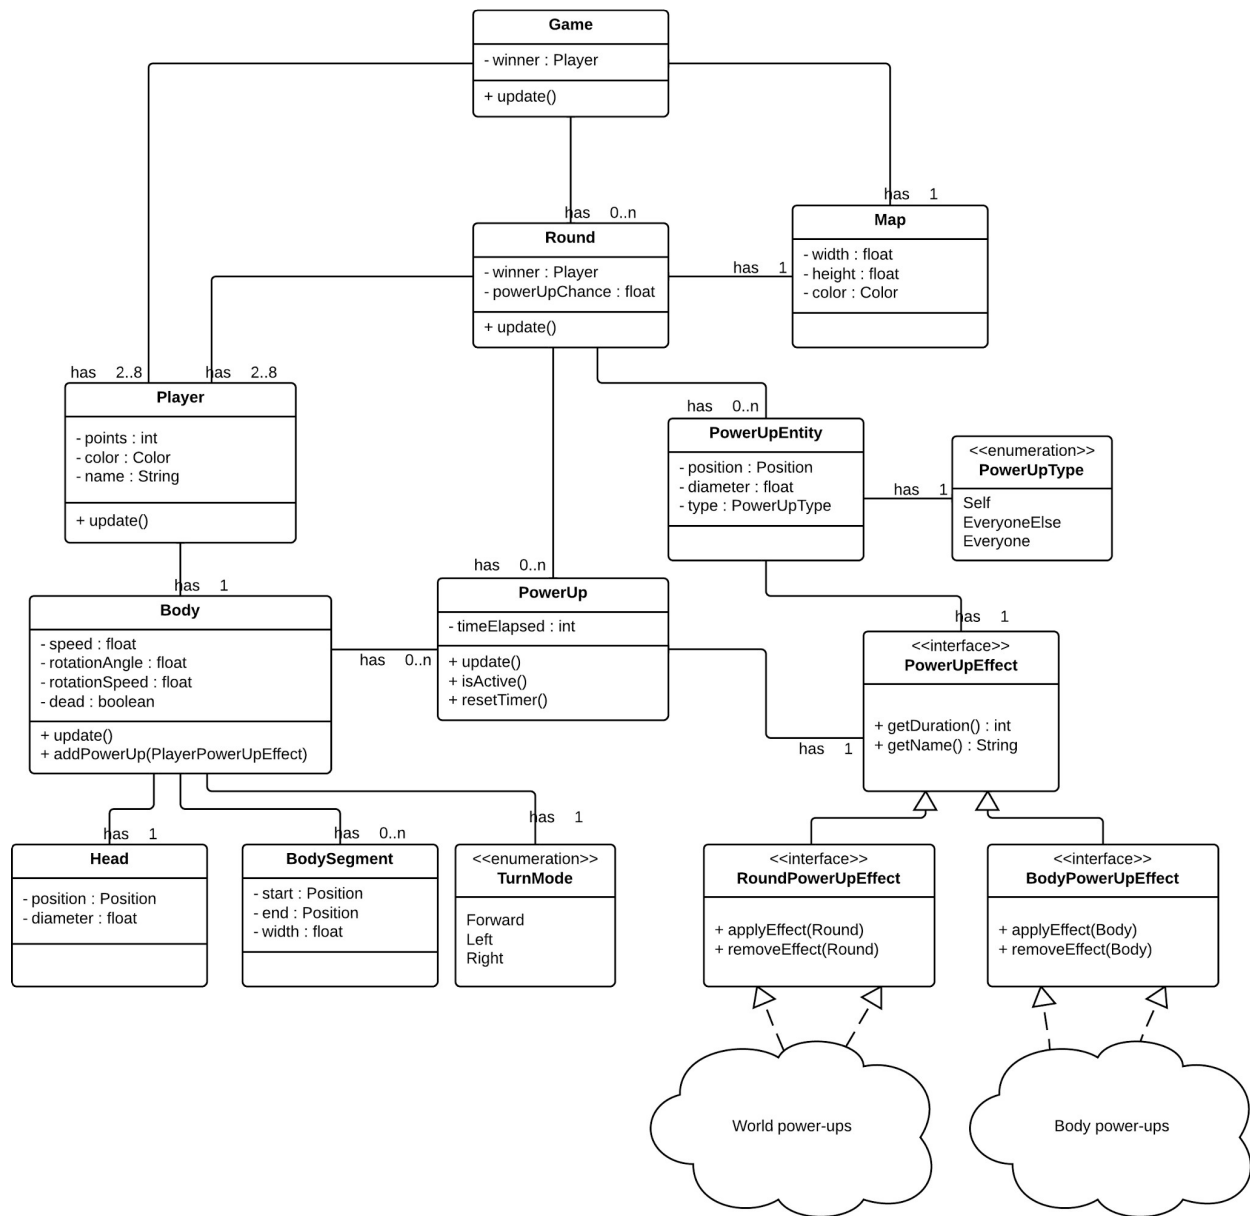 Game
- winner : Player
+ update()
has 1
Map
- width : float
- height : float
- color : Color
has 0..n
Round
- winner : Player
- powerUpChance : float
+ update()
has 1
has 2..8
has 2..8
Player
- points : int
- color : Color
- name : String
+ update()
has 0..n
PowerUpEntity
- position : Position
- diameter : float
- type : PowerUpType
has 1
<<enumeration>>
PowerUpType
Self
EveryoneElse
Everyone
has 1
Body
- speed : float
- rotationAngle : float
- rotationSpeed : float
- dead : boolean
+ update()
+ addPowerUp(PlayerPowerUpEffect)
has 0..n
has 0..n
PowerUp
- timeElapsed : int
+ update()
+ isActive()
+ resetTimer()
has 1
has 1
<<interface>>
PowerUpEffect
+ getDuration() : int
+ getName() : String
has 1
Head
- position : Position
- diameter : float
has 0..n
BodySegment
- start : Position
- end : Position
- width : float
has 1
<<enumeration>>
TurnMode
Forward
Left
Right
<<interface>>
RoundPowerUpEffect
+ applyEffect(Round)
+ removeEffect(Round)
<<interface>>
BodyPowerUpEffect
+ applyEffect(Body)
+ removeEffect(Body)
World power-ups
Body power-ups